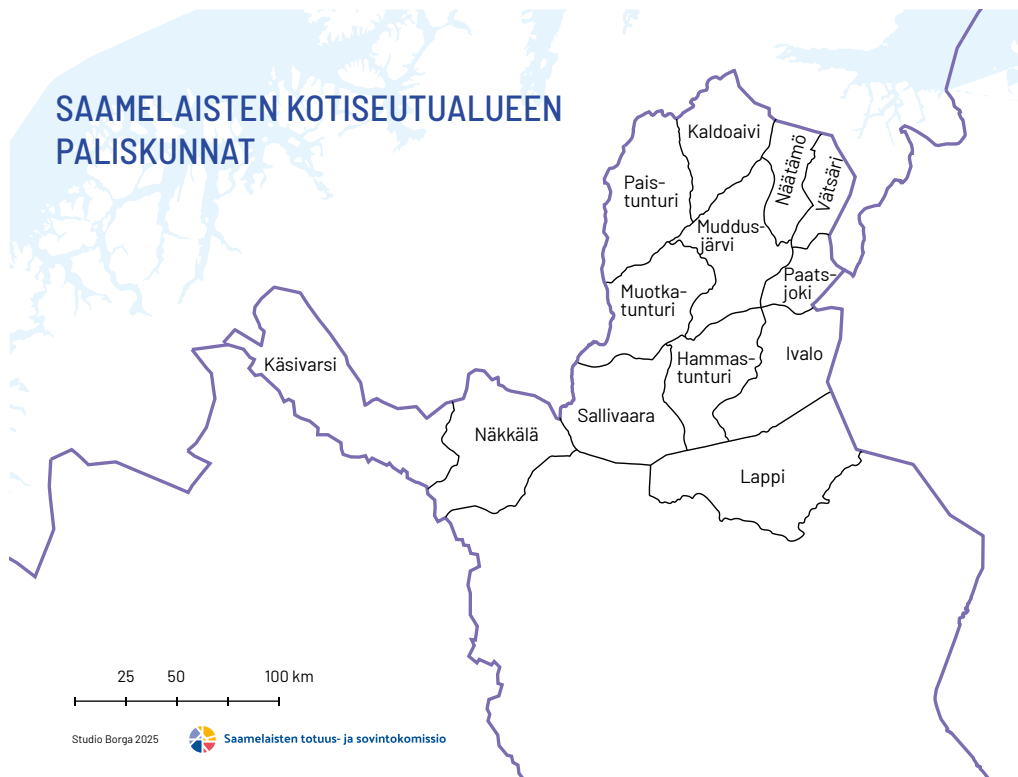 SAAMELAISTEN KOTISEUTUALUEEN
PALISKUNNAT
Kaldoaivi
Näätämö
Vätsäri
Pais-
tunturi
Muddus-
järvi
Paats-
joki
Muotka-
tunturi
Käsivarsi
Hammas-
tunturi
Ivalo
Sallivaara
Näkkälä
Lappi
25 50 100 km
Studio Borga 2025
Saamelaisten totuus- ja sovintokomissio